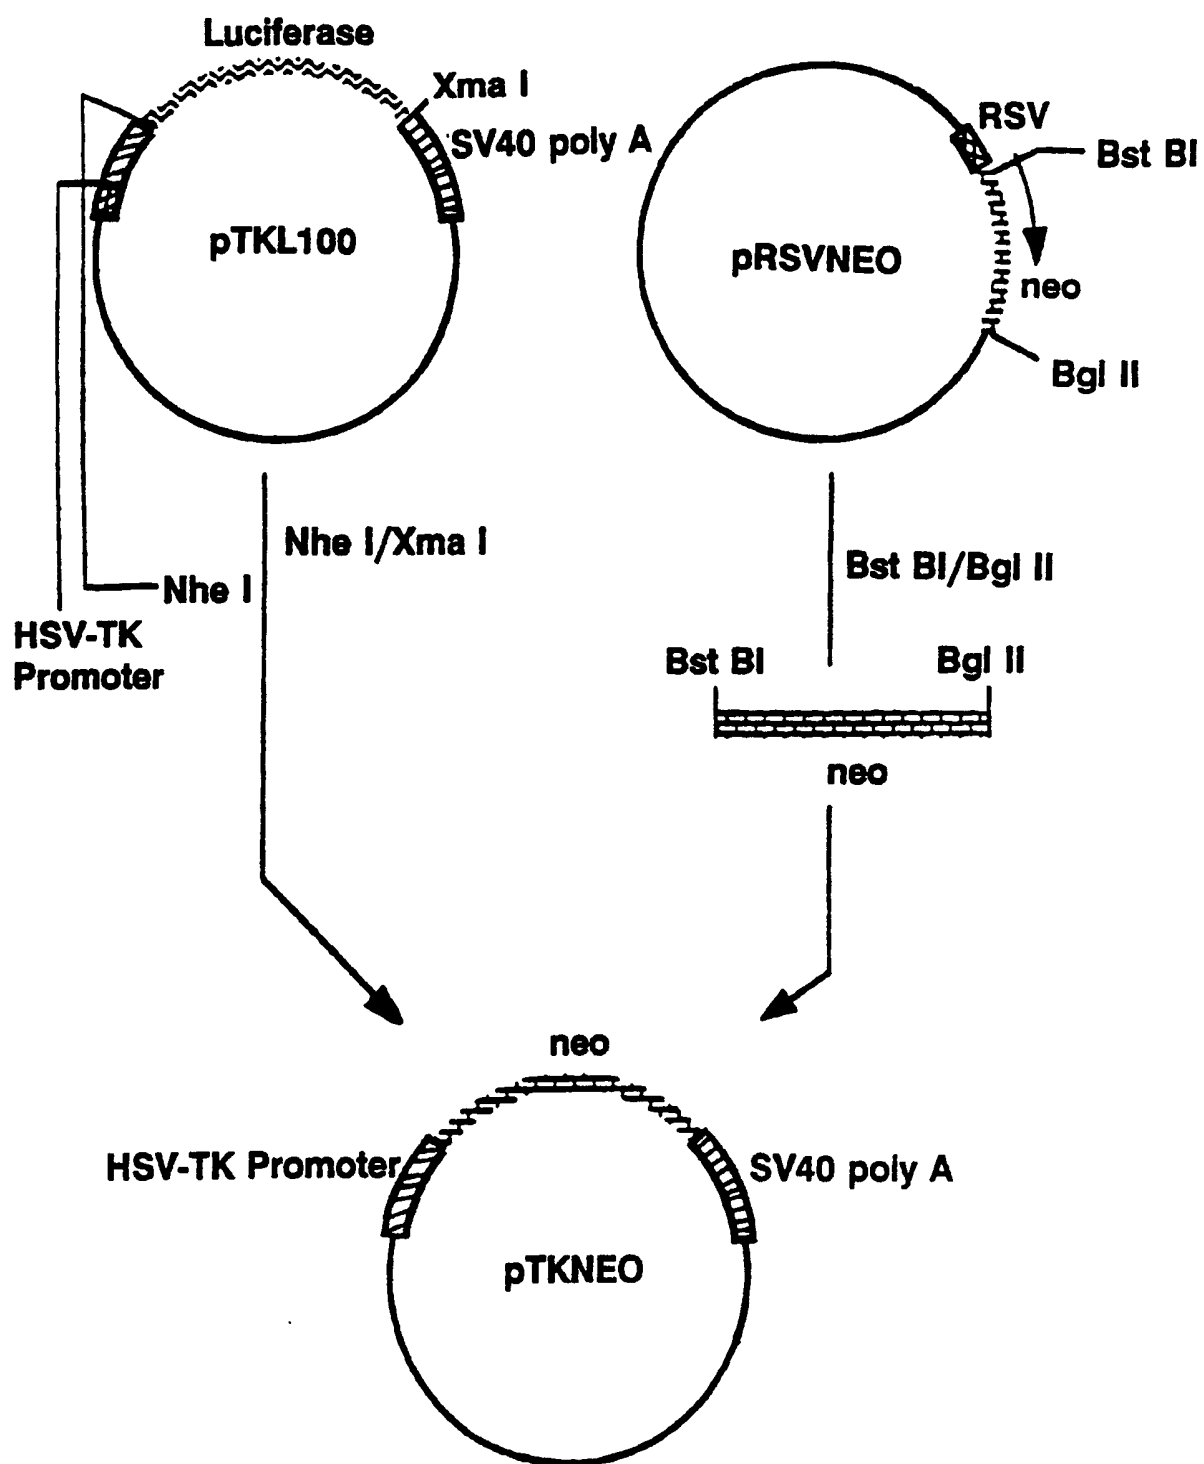 Luciferase
Xma I
SV40 poly A
pTKL100
RSV
Bst BI
pRSVNEO
neo
Bgl II
Nhe I/Xma I
Nhe I
HSV-TK
Promoter
Bst BI/Bgl II
Bst BI
Bgl II
neo
neo
HSV-TK Promoter
SV40 poly A
pTKNEO